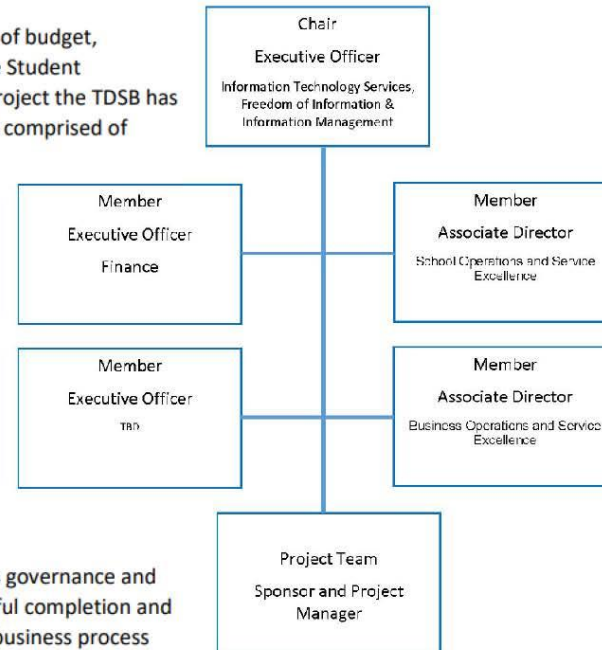 of budget,
e Student
roject the TDSB has
comprised of
Chair
Executive Officer
Information Technology Services,
Freedom of Information &
Information Management
Member
Executive Officer
Finance
Member
Associate Director
School Operations and Service
Excellence
Member
Executive Officer
TBD
Member
Associate Director
Business Operations and Service
Excellence
Project Team
Sponsor and Project
Manager
s governance and
ful completion and
business process